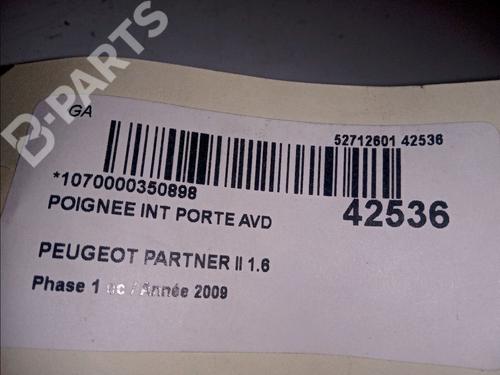 B-PARTS
GA
52712601 42536
*1070000350898
42536
POIGNEE INT PORTE AVD
PEUGEOT PARTNER II 1.6
Phase 1 / Année 2009